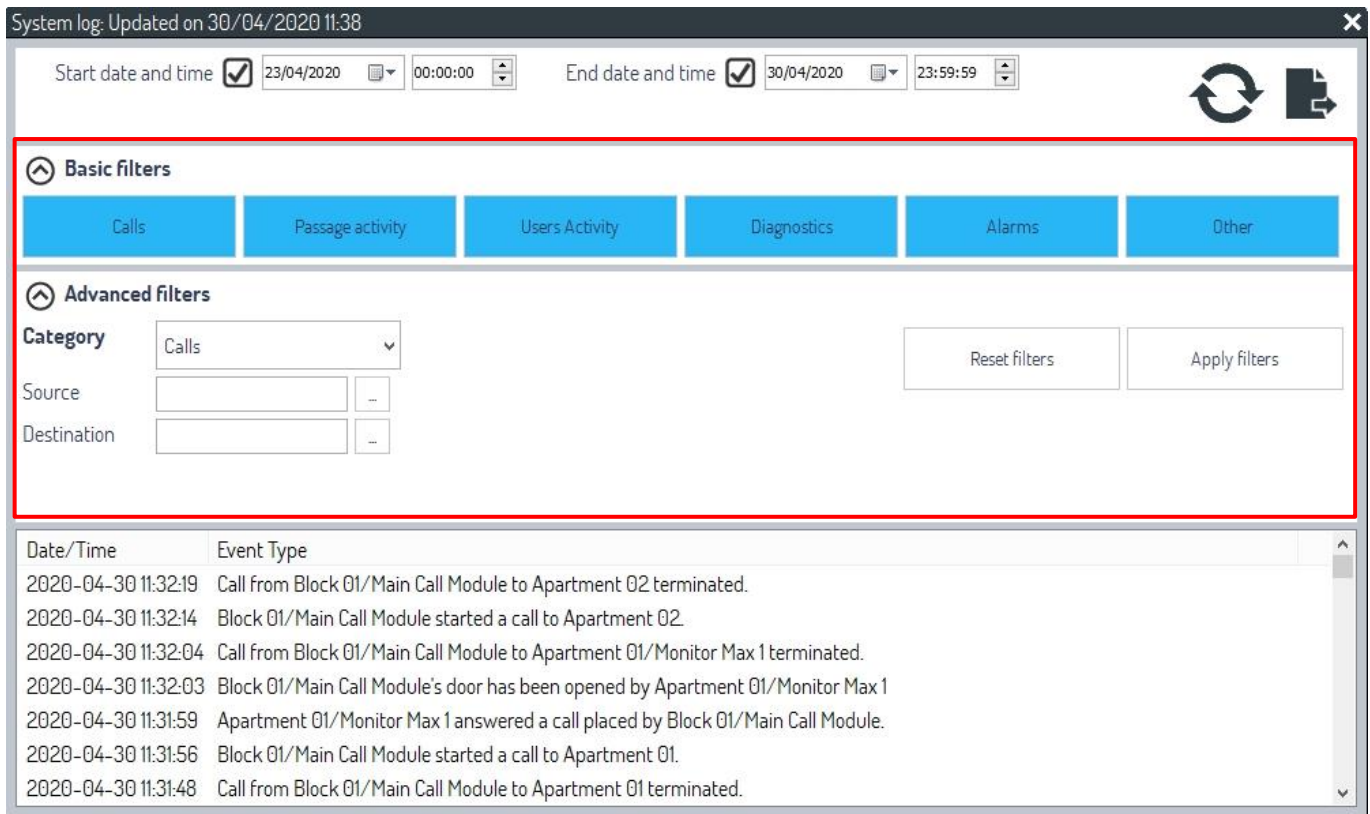 System log: Updated on 30/04/2020 11:38
Start date and time 23/04/2020 00:00:00 End date and time 30/04/2020 23:59:59
Basic filters
Calls Passage activity Users Activity Diagnostics Alarms Other
Advanced filters
Category Calls Reset filters Apply filters
Source ...
Destination ...
Date/Time Event Type
2020-04-30 11:32:19 Call from Block 01/Main Call Module to Apartment 02 terminated.
2020-04-30 11:32:14 Block 01/Main Call Module started a call to Apartment 02.
2020-04-30 11:32:04 Call from Block 01/Main Call Module to Apartment 01/Monitor Max 1 terminated.
2020-04-30 11:32:03 Block 01/Main Call Module's door has been opened by Apartment 01/Monitor Max 1
2020-04-30 11:31:59 Apartment 01/Monitor Max 1 answered a call placed by Block 01/Main Call Module.
2020-04-30 11:31:56 Block 01/Main Call Module started a call to Apartment 01.
2020-04-30 11:31:48 Call from Block 01/Main Call Module to Apartment 01 terminated.